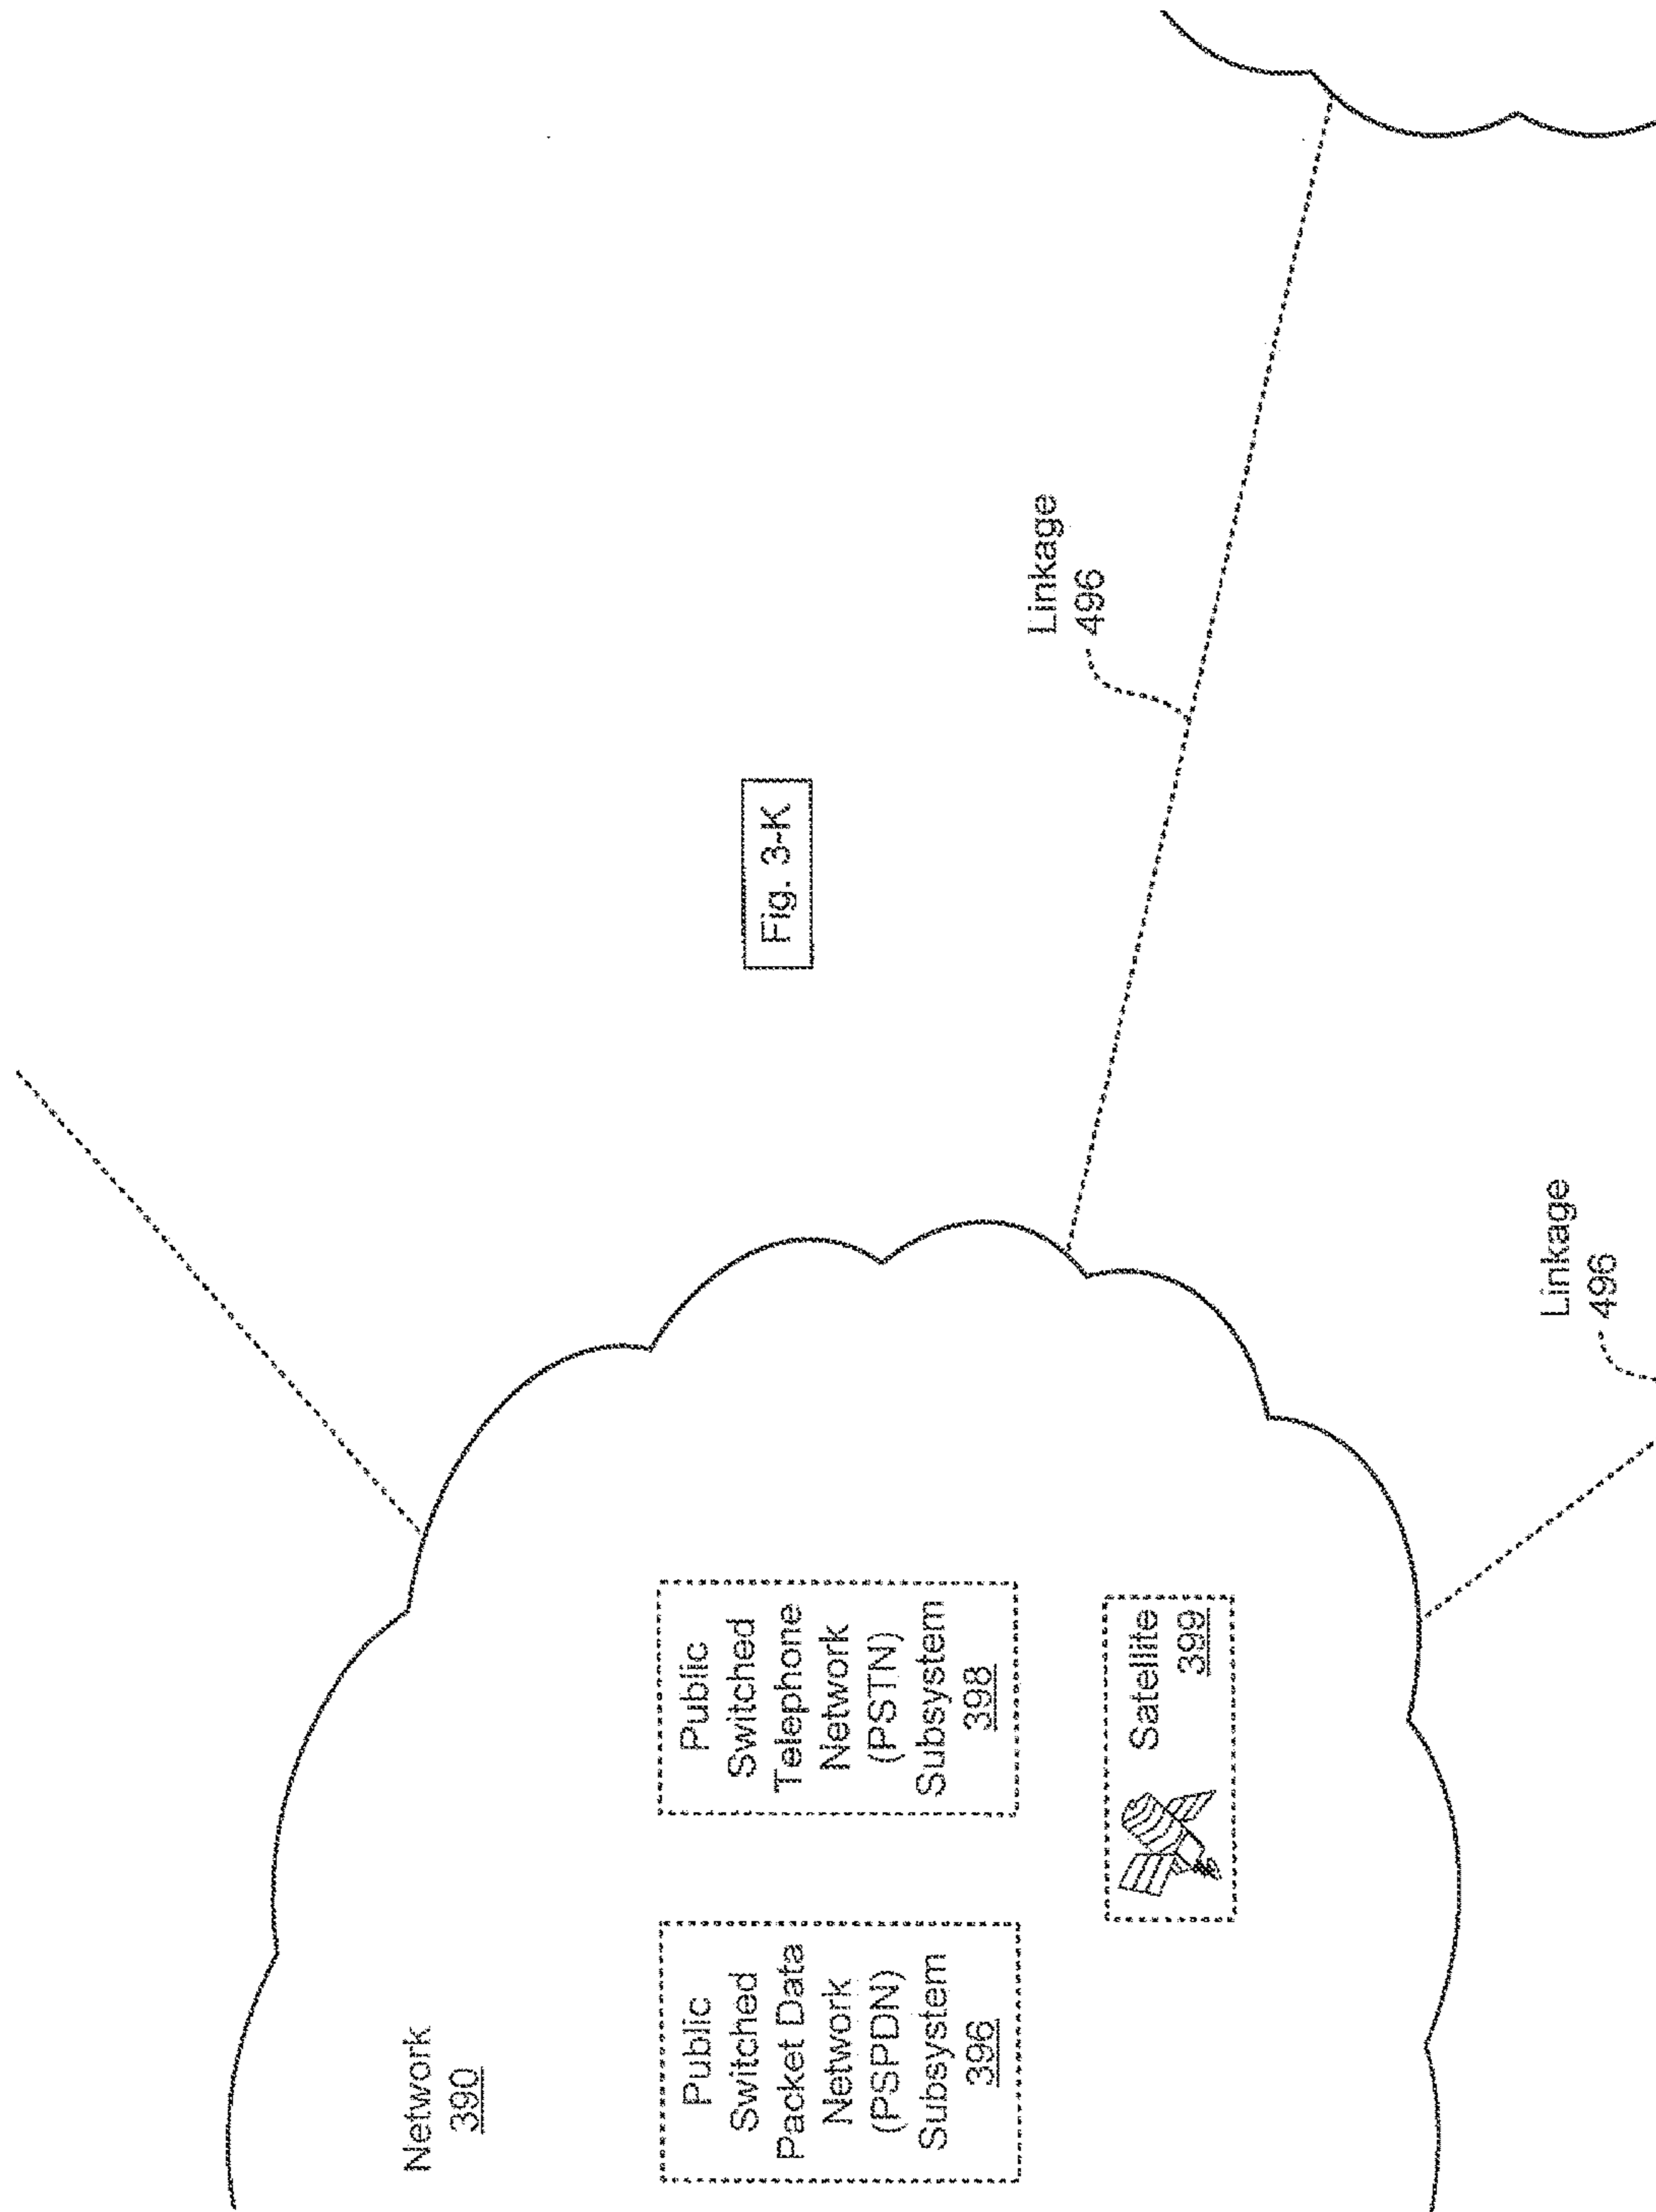 Network
390
Public
Switched
Packet Data
Network
(PSPDN)
Subsystem
396
Public
Switched
Telephone
Network
(PSTN)
Subsystem
398
Satellite
399
Fig. 3-K
Linkage
496
Linkage
496